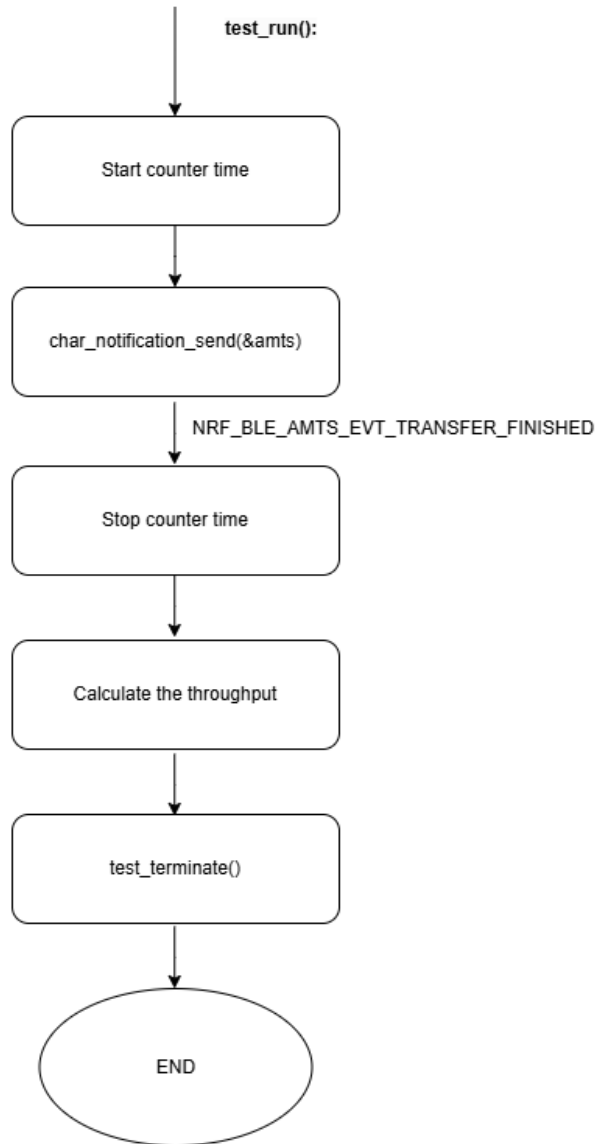 test_run():
Start counter time
char_notification_send(&amts)
NRF_BLE_AMTS_EVT_TRANSFER_FINISHED
Stop counter time
Calculate the throughput
test_terminate()
END